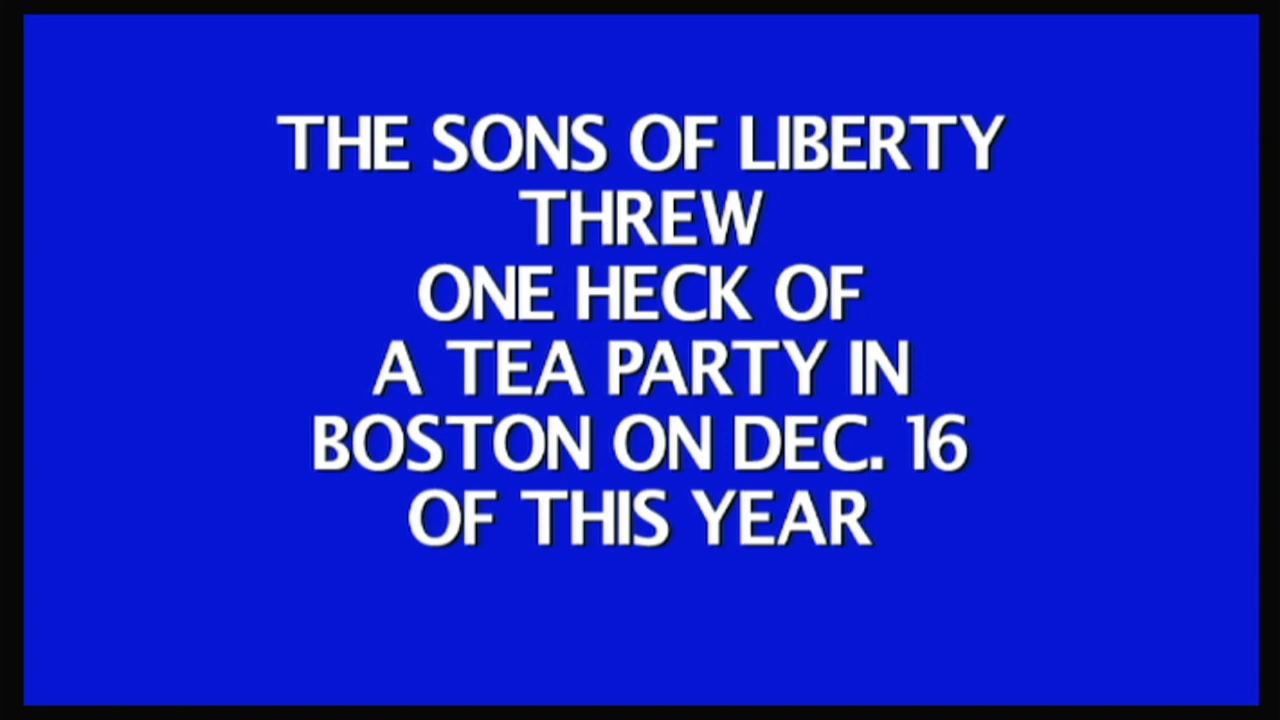 THE SONS OF LIBERTY
THREW
ONE HECK OF
A TEA PARTY IN
BOSTON ON DEC. 16
OF THIS YEAR